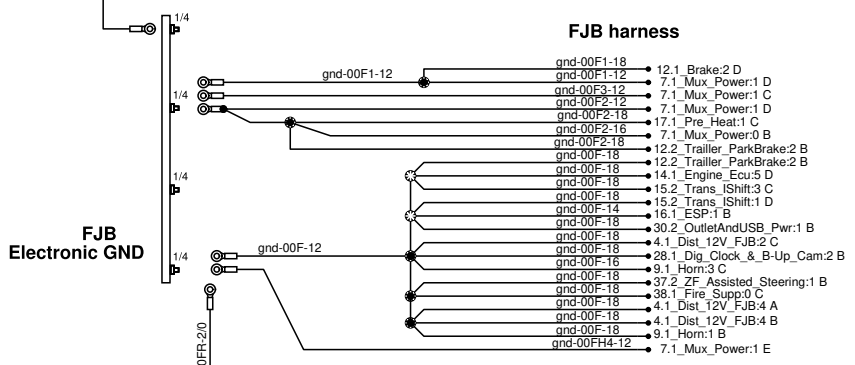 1/4
FJB harness
gnd-00F1-18
12.1_Brake:2 D
gnd-00F1-12
gnd-00F1-12
7.1_Mux_Power:1 D
1/4
gnd-00F3-12
7.1_Mux_Power:1 C
gnd-00F2-12
7.1_Mux_Power:1 D
gnd-00F2-18
17.1_Pre_Heat:1 C
gnd-00F2-16
7.1_Mux_Power:0 B
gnd-00F2-18
12.2_Trailler_ParkBrake:2 B
gnd-00F-18
12.2_Trailler_ParkBrake:2 B
1/4
gnd-00F-18
14.1_Engine_Ecu:5 D
gnd-00F-18
15.2_Trans_IShift:3 C
gnd-00F-18
15.2_Trans_IShift:1 D
gnd-00F-14
16.1_ESP:1 B
gnd-00F-18
30.2_OutletAndUSB_Pwr:1 B
FJB
Electronic GND
gnd-00F-18
4.1_Dist_12V_FJB:2 C
1/4
gnd-00F-12
gnd-00F-18
28.1_Dig_Clock_&_B-Up_Cam:2 B
gnd-00F-16
9.1_Horn:3 C
gnd-00F-18
37.2_ZF_Assisted_Steering:1 B
gnd-00F-18
38.1_Fire_Supp:0 C
gnd-00F-18
4.1_Dist_12V_FJB:4 A
gnd-00F-18
4.1_Dist_12V_FJB:4 B
gnd-00F-18
9.1_Horn:1 B
gnd-00FH4-12
7.1_Mux_Power:1 E
00FR-2/0